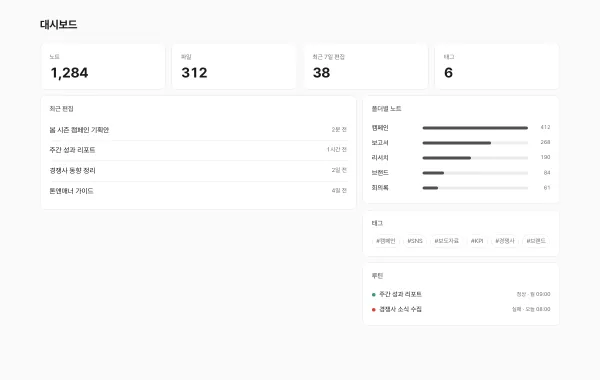 대시보드
노트
1,284
파일
312
최근 7일 편집
38
태그
6
최근 편집
봄 시즌 캠페인 기획안
2분 전
주간 성과 리포트
1시간 전
경쟁사 동향 정리
2일 전
톤앤매너 가이드
4일 전
폴더별 노트
캠페인
412
보고서
268
리서치
190
브랜드
84
회의록
61
태그
#캠페인 #SNS #보도자료 #KPI #경쟁사 #브랜드
루틴
주간 성과 리포트
정상 · 월 09:00
경쟁사 소식 수집
실패 · 오늘 08:00